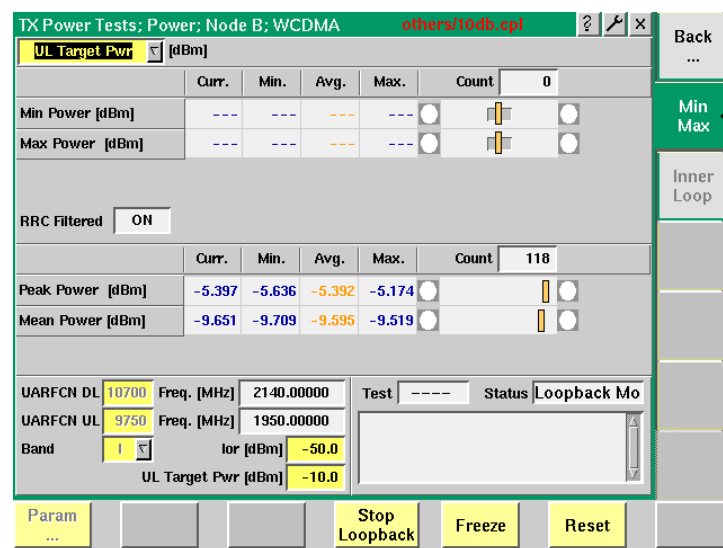 TX Power Tests; Power; Node B; WCDMA others/10db.cpl ? x
Back
...
UL Target Pwr [dBm]
Curr. Min. Avg. Max. Count 0
Min Power [dBm] --- --- --- ---
Max Power [dBm] --- --- --- ---
Min
Max
Inner
Loop
RRC Filtered ON
Curr. Min. Avg. Max. Count 118
Peak Power [dBm] -5.397 -5.636 -5.392 -5.174
Mean Power [dBm] -9.651 -9.709 -9.595 -9.519
UARFCN DL 10700 Freq. [MHz] 2140.00000
UARFCN UL 9750 Freq. [MHz] 1950.00000
Band I Ior [dBm] -50.0
UL Target Pwr [dBm] -10.0
Test ---- Status Loopback Mo
Param
...
Stop
Loopback
Freeze
Reset